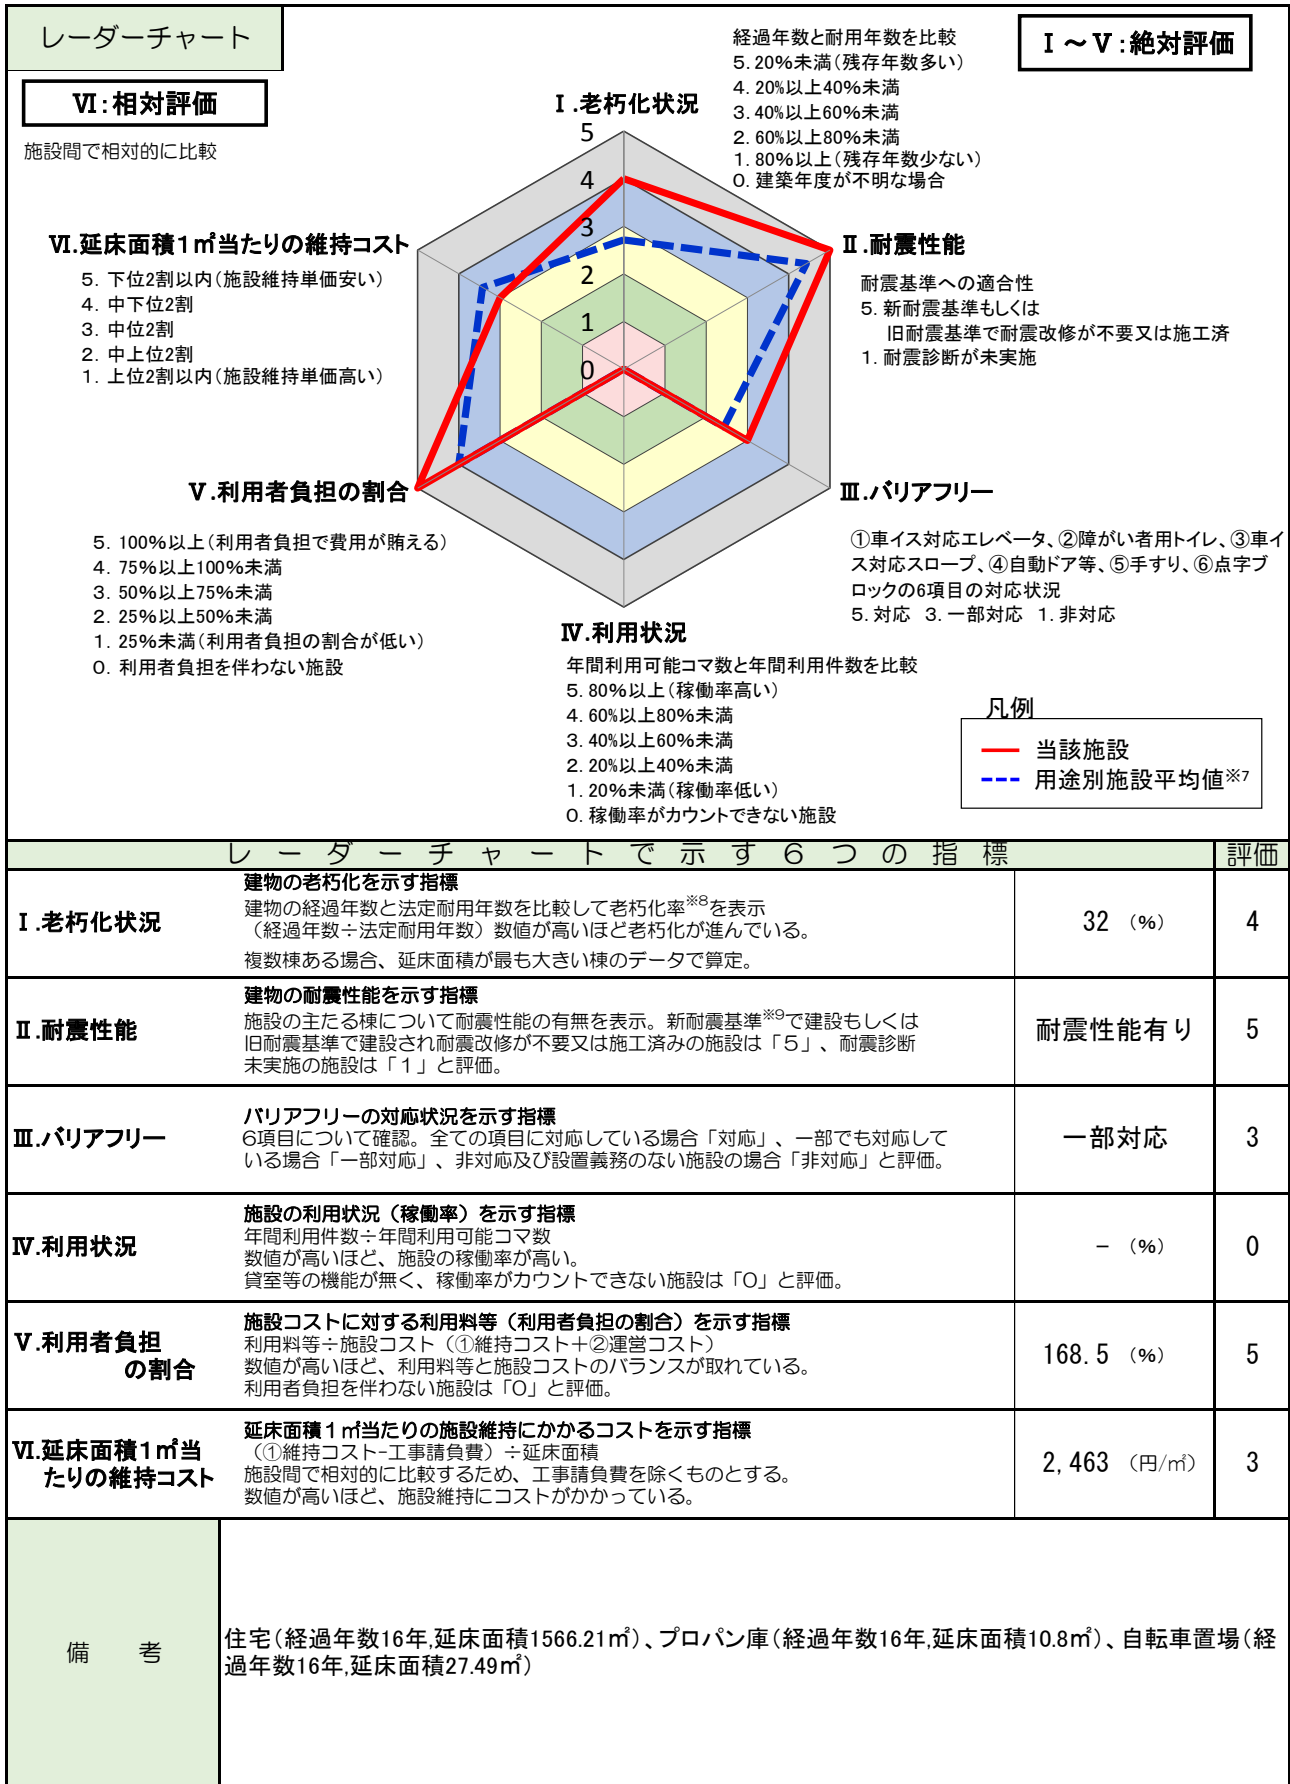 レーダーチャート
Ⅰ～Ⅴ:絶対評価
Ⅵ:相対評価
施設間で相対的に比較
経過年数と耐用年数を比較
5.20%未満(残存年数多い)
4.20%以上40%未満
3.40%以上60%未満
2.60%以上80%未満
1.80%以上(残存年数少ない)
0.建築年度が不明な場合
Ⅰ.老朽化状況
5
4
3
2
1
0
Ⅱ.耐震性能
耐震基準への適合性
5.新耐震基準もしくは
旧耐震基準で耐震改修が不要又は施工済
1.耐震診断が未実施
Ⅵ.延床面積1㎡当たりの維持コスト
5.下位2割以内(施設維持単価安い)
4.中下位2割
3.中位2割
2.中上位2割
1.上位2割以内(施設維持単価高い)
Ⅴ.利用者負担の割合
5.100%以上(利用者負担で費用が賄える)
4.75%以上100%未満
3.50%以上75%未満
2.25%以上50%未満
1.25%未満(利用者負担の割合が低い)
0.利用者負担を伴わない施設
Ⅲ.バリアフリー
①車イス対応エレベータ、②障がい者用トイレ、③車イ
ス対応スロープ、④自動ドア等、⑤手すり、⑥点字ブ
ロックの6項目の対応状況
5.対応 3.一部対応 1.非対応
Ⅳ.利用状況
年間利用可能コマ数と年間利用件数を比較
5.80%以上(稼働率高い)
4.60%以上80%未満
3.40%以上60%未満
2.20%以上40%未満
1.20%未満(稼働率低い)
0.稼働率がカウントできない施設
凡例
当該施設
用途別施設平均値※7
レーダーチャートで示す6つの指標 評価
Ⅰ.老朽化状況
建物の老朽化を示す指標
建物の経過年数と法定耐用年数を比較して老朽化率※8を表示
(経過年数÷法定耐用年数)数値が高いほど老朽化が進んでいる。
複数棟ある場合、延床面積が最も大きい棟のデータで算定。
32 (%) 4
Ⅱ.耐震性能
建物の耐震性能を示す指標
施設の主たる棟について耐震性能の有無を表示。新耐震基準※9で建設もしくは
旧耐震基準で建設され耐震改修が不要又は施工済みの施設は「5」、耐震診断
未実施の施設は「1」と評価。
耐震性能有り 5
Ⅲ.バリアフリー
バリアフリーの対応状況を示す指標
6項目について確認。全ての項目に対応している場合「対応」、一部でも対応して
いる場合「一部対応」、非対応及び設置義務のない施設の場合「非対応」と評価。
一部対応 3
Ⅳ.利用状況
施設の利用状況(稼働率)を示す指標
年間利用件数÷年間利用可能コマ数
数値が高いほど、施設の稼働率が高い。
貸室等の機能が無く、稼働率がカウントできない施設は「0」と評価。
- (%) 0
Ⅴ.利用者負担
の割合
施設コストに対する利用料等(利用者負担の割合)を示す指標
利用料等÷施設コスト(①維持コスト+②運営コスト)
数値が高いほど、利用料等と施設コストのバランスが取れている。
利用者負担を伴わない施設は「0」と評価。
168.5 (%) 5
Ⅵ.延床面積1㎡当
たりの維持コスト
延床面積1㎡当たりの施設維持にかかるコストを示す指標
(①維持コスト-工事請負費)÷延床面積
施設間で相対的に比較するため、工事請負費を除くものとする。
数値が高いほど、施設維持にコストがかかっている。
2,463 (円/㎡) 3
備 考
住宅(経過年数16年,延床面積1566.21㎡)、プロパン庫(経過年数16年,延床面積10.8㎡)、自転車置場(経
過年数16年,延床面積27.49㎡)